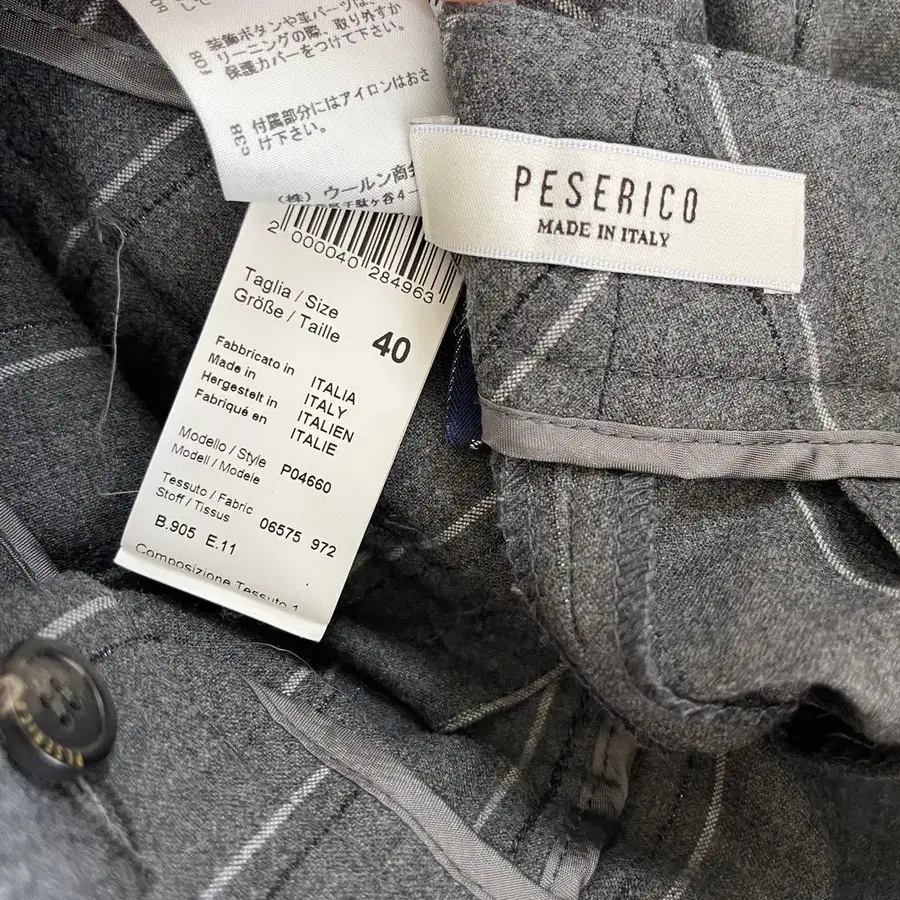 F08 装飾ボタンや革パーツは、
リーニングの際、取り外すか
保護カバーをつけて下さい。
c38 付属部分にはアイロンはおさ
け下さい。
(株) ウールン商会
PESERICO
MADE IN ITALY
2 000040 284963
Taglia / Size
Größe / Taille
40
Fabbricato in ITALIA
Made in ITALY
Hergestelt in ITALIEN
Fabriqué en ITALIE
Modello / Style
Modell / Modele
P04660
Tessuto / Fabric
Stoff / Tissus
06575 972
B.905 E.11
Composizione Tessuto 1